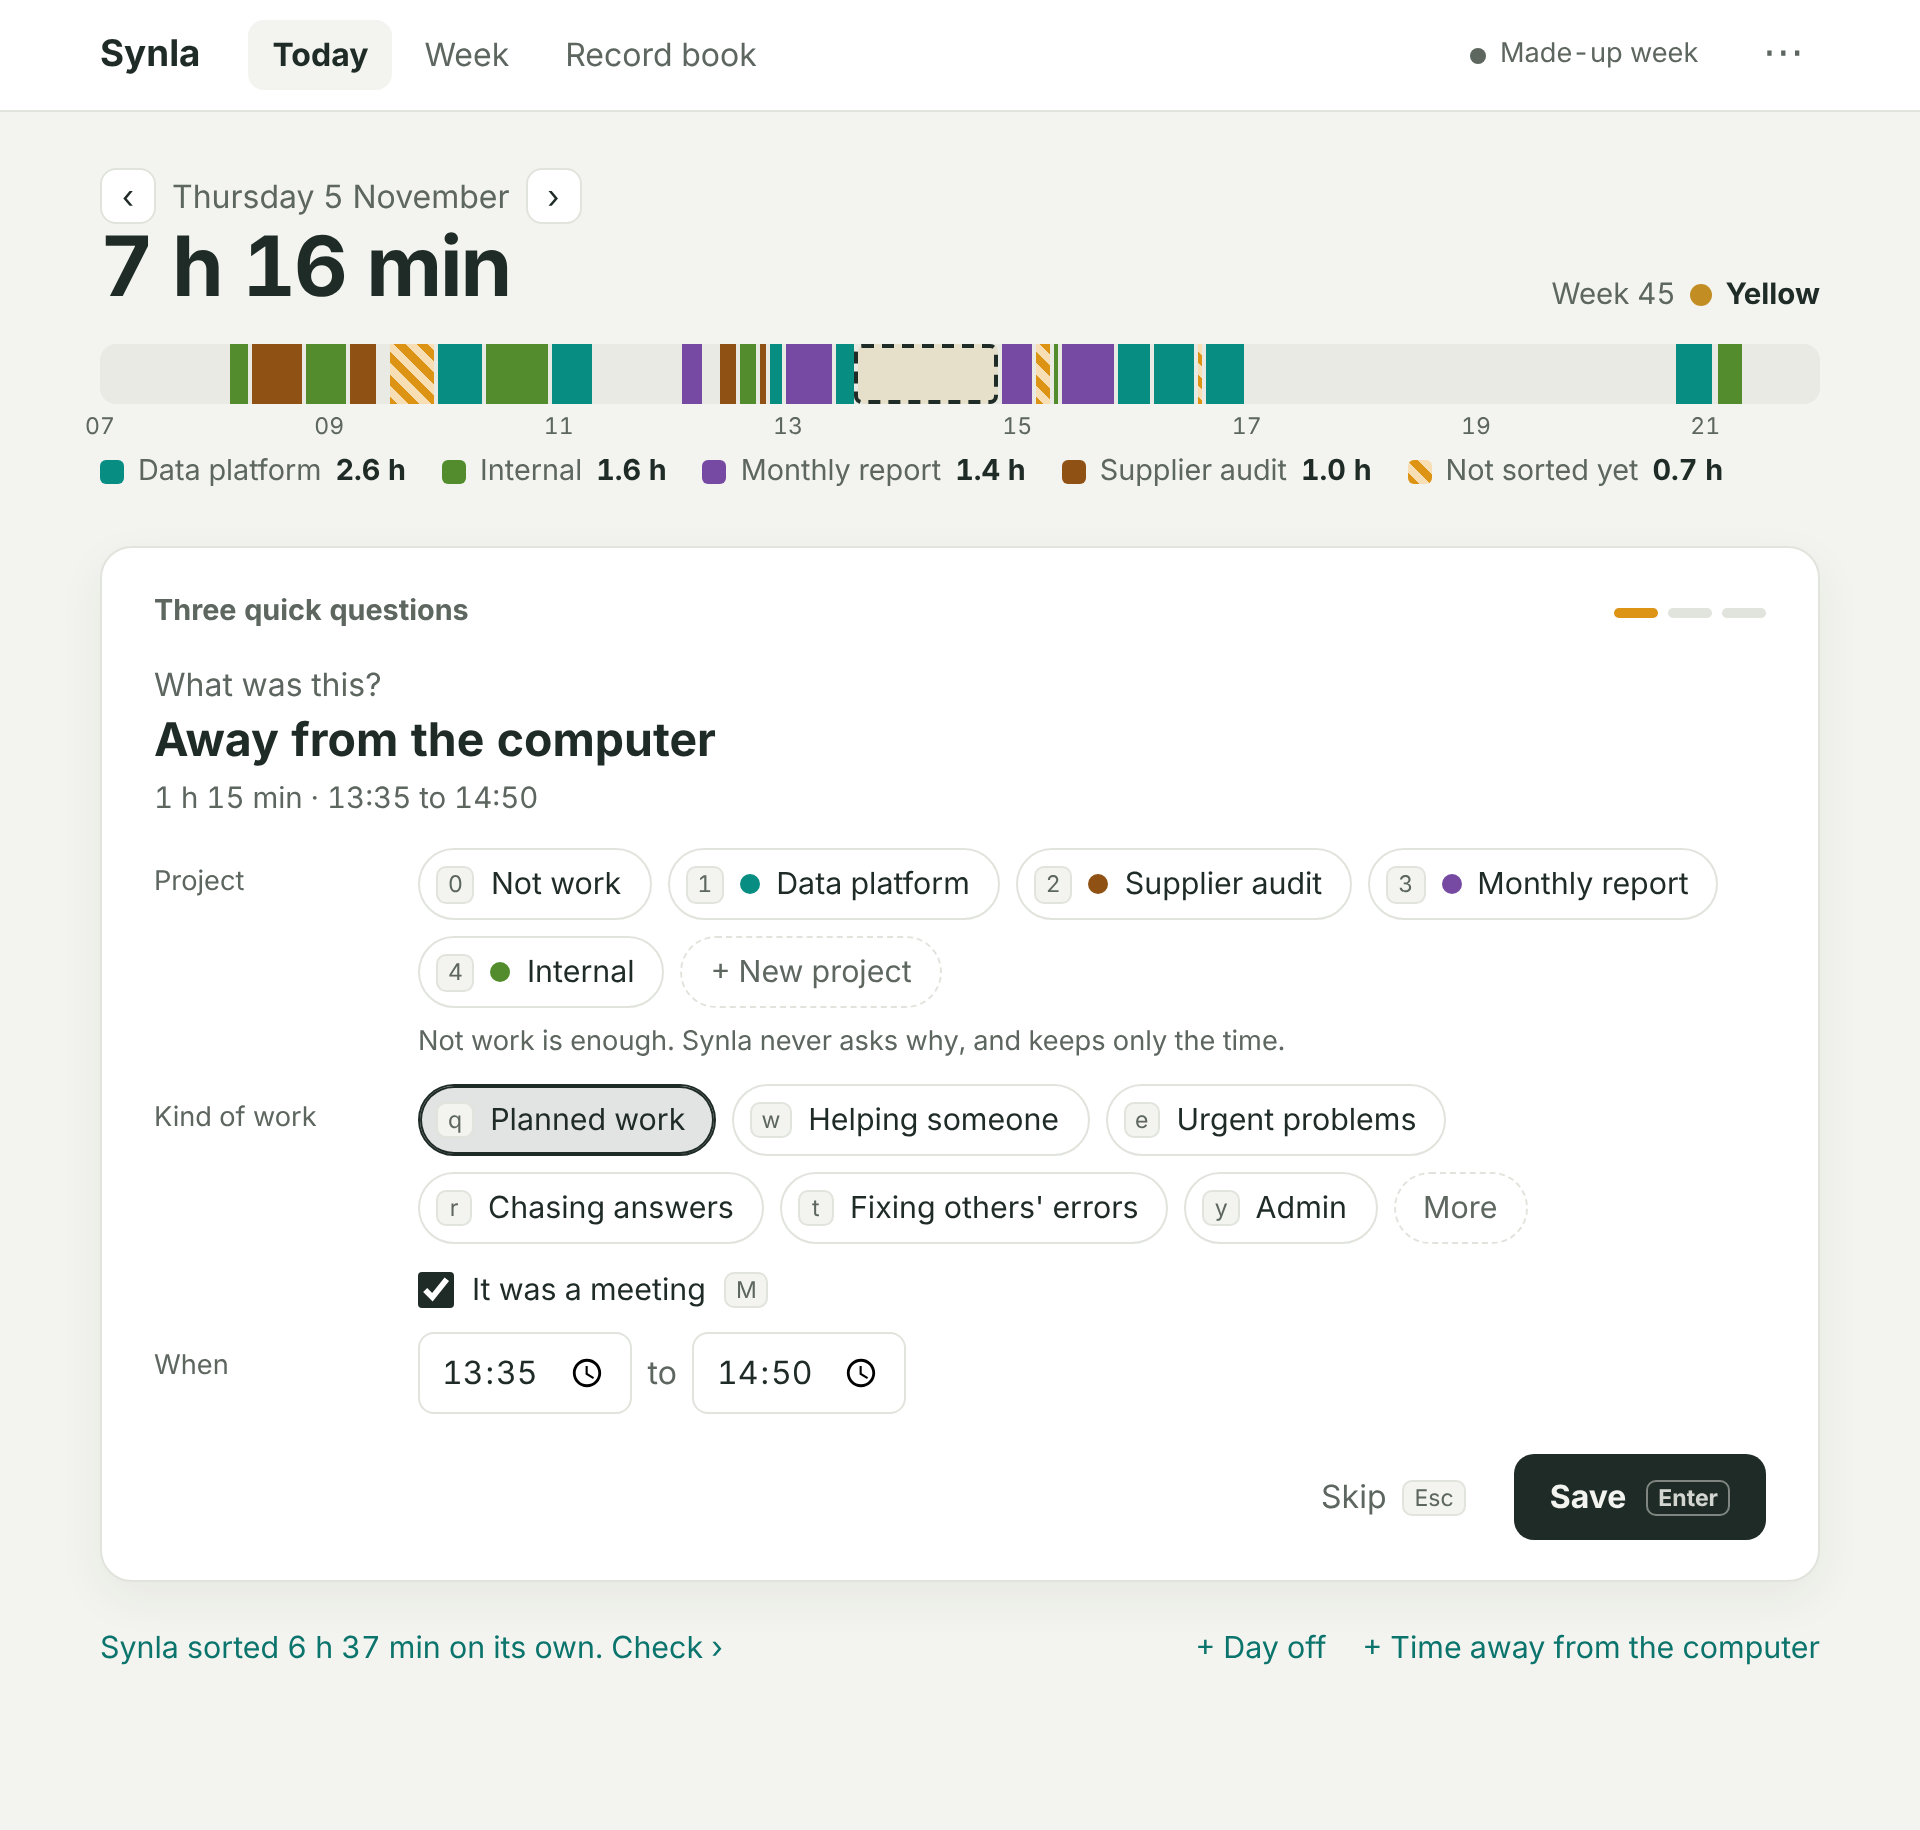 Synla Today Week Record book Made-up week ···
‹ Thursday 5 November ›
7 h 16 min
Week 45 Yellow
07 09 11 13 15 17 19 21
Data platform 2.6 h Internal 1.6 h Monthly report 1.4 h Supplier audit 1.0 h Not sorted yet 0.7 h
Three quick questions
What was this?
Away from the computer
1 h 15 min · 13:35 to 14:50
Project 0 Not work 1 Data platform 2 Supplier audit 3 Monthly report
4 Internal + New project
Not work is enough. Synla never asks why, and keeps only the time.
Kind of work q Planned work w Helping someone e Urgent problems
r Chasing answers t Fixing others' errors y Admin More
It was a meeting M
When 13:35 to 14:50
Skip Esc Save Enter
Synla sorted 6 h 37 min on its own. Check › + Day off + Time away from the computer